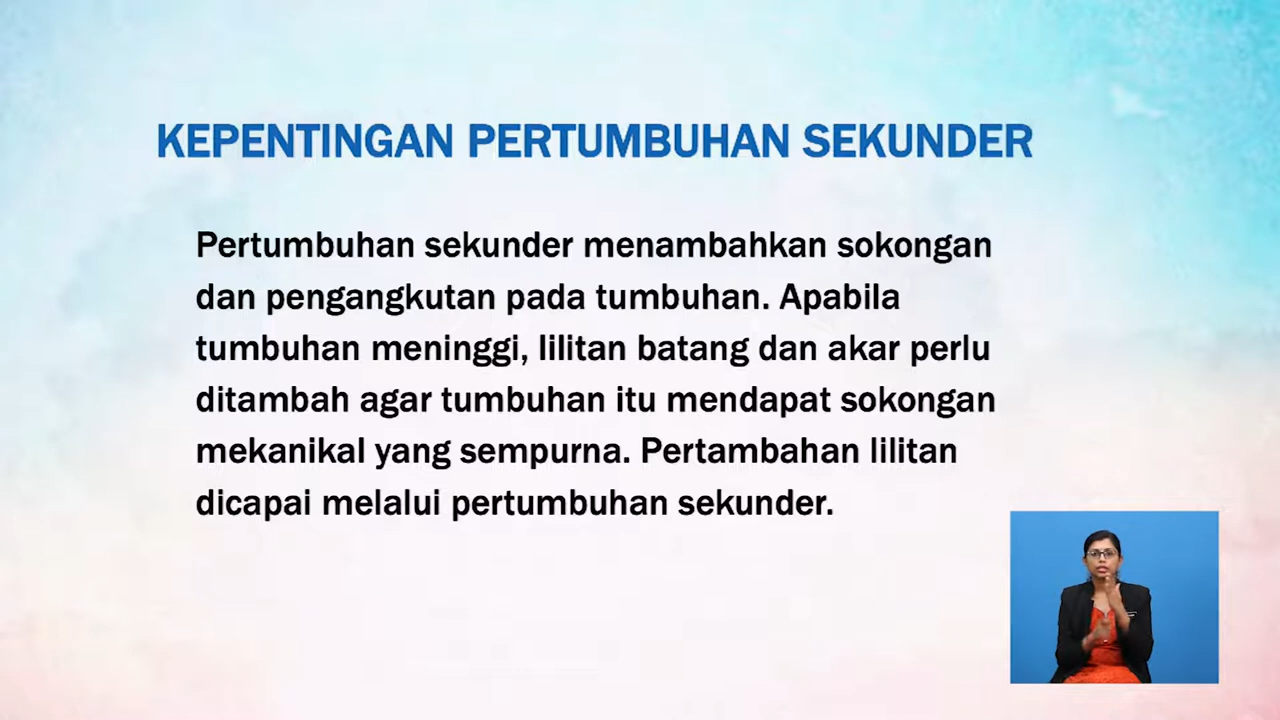 KEPENTINGAN PERTUMBUHAN SEKUNDER
Pertumbuhan sekunder menambahkan sokongan
dan pengangkutan pada tumbuhan. Apabila
tumbuhan meninggi, lilitan batang dan akar perlu
ditambah agar tumbuhan itu mendapat sokongan
mekanikal yang sempurna. Pertambahan lilitan
dicapai melalui pertumbuhan sekunder.